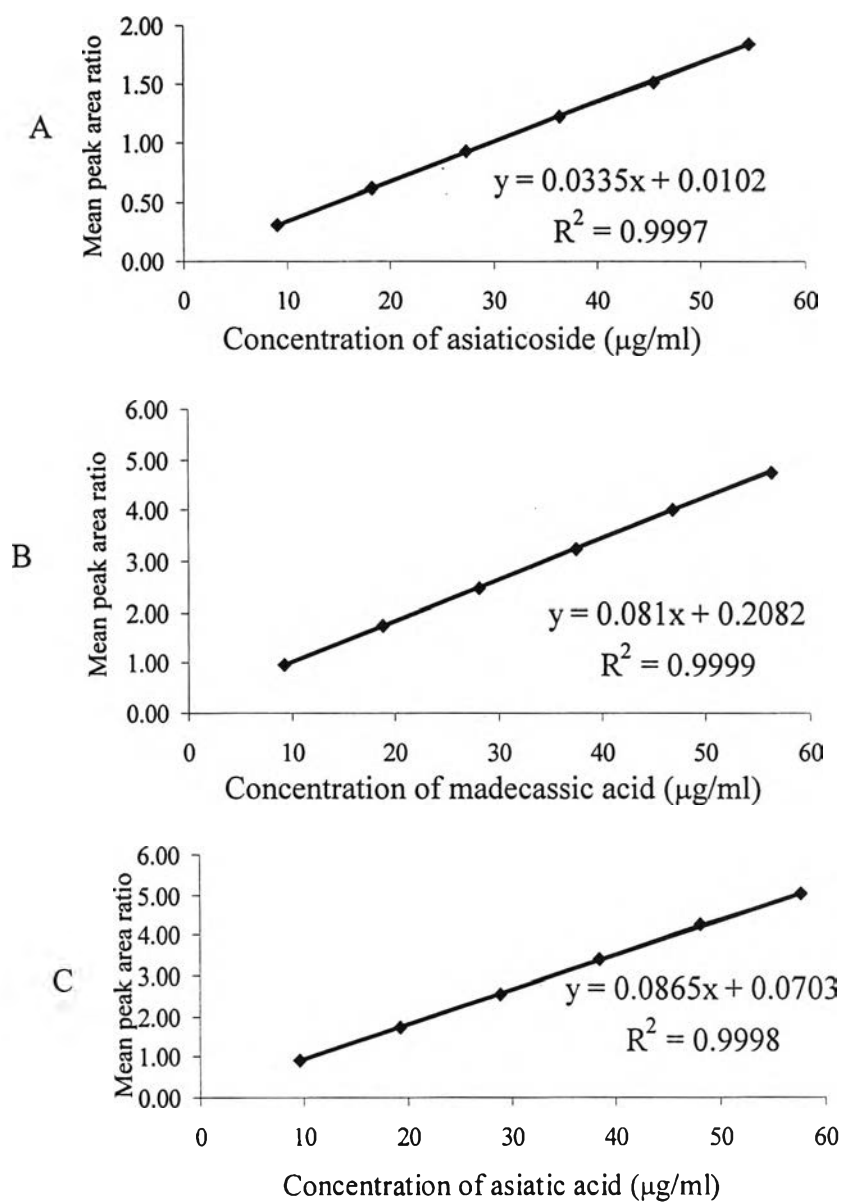 A
Mean peak area ratio
2.00
1.50
1.00
0.50
0.00
y = 0.0335x + 0.0102
R² = 0.9997
0 10 20 30 40 50 60
Concentration of asiaticoside (μg/ml)
B
Mean peak area ratio
6.00
5.00
4.00
3.00
2.00
1.00
0.00
y = 0.081x + 0.2082
R² = 0.9999
0 10 20 30 40 50 60
Concentration of madecassic acid (μg/ml)
C
Mean peak area ratio
6.00
5.00
4.00
3.00
2.00
1.00
0.00
y = 0.0865x + 0.0703
R² = 0.9998
0 10 20 30 40 50 60
Concentration of asiatic acid (μg/ml)